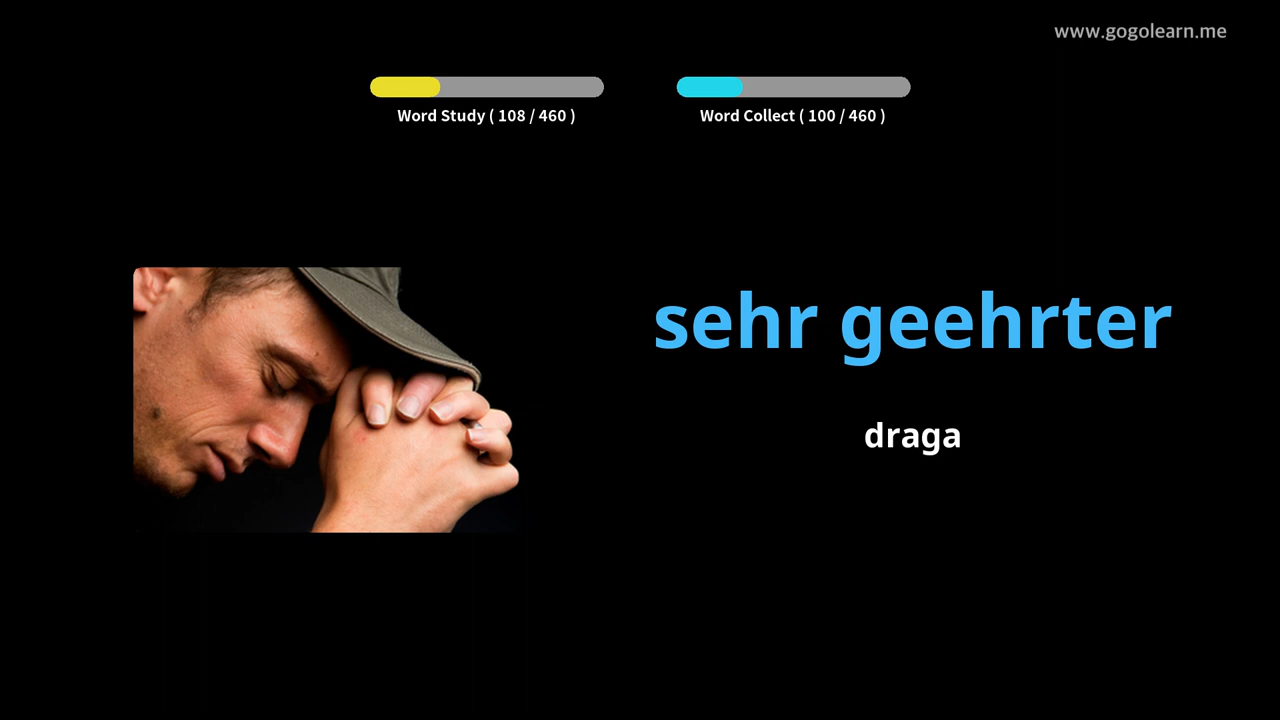 www.gogolearn.me
Word Study ( 108 / 460 )
Word Collect ( 100 / 460 )
sehr geehrter
draga